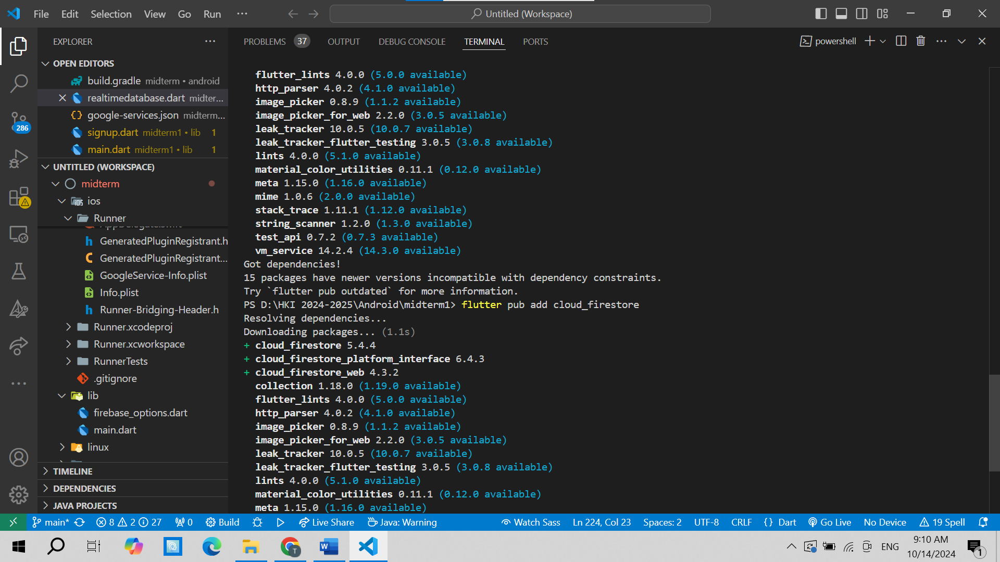 File Edit Selection View Go Run ··· Untitled (Workspace)
EXPLORER
OPEN EDITORS
build.gradle midterm • android
realtimedatabase.dart midter...
google-services.json midterm...
signup.dart midterm1 • lib 1
main.dart midterm1 • lib 1
UNTITLED (WORKSPACE)
midterm
ios
Runner
GeneratedPluginRegistrant.h
GeneratedPluginRegistrant...
GoogleService-Info.plist
Info.plist
Runner-Bridging-Header.h
Runner.xcodeproj
Runner.xcworkspace
RunnerTests
.gitignore
lib
firebase_options.dart
main.dart
linux
TIMELINE
DEPENDENCIES
JAVA PROJECTS
286
PROBLEMS 37 OUTPUT DEBUG CONSOLE TERMINAL PORTS
powershell
flutter_lints 4.0.0 (5.0.0 available)
http_parser 4.0.2 (4.1.0 available)
image_picker 0.8.9 (1.1.2 available)
image_picker_for_web 2.2.0 (3.0.5 available)
leak_tracker 10.0.5 (10.0.7 available)
leak_tracker_flutter_testing 3.0.5 (3.0.8 available)
lints 4.0.0 (5.1.0 available)
material_color_utilities 0.11.1 (0.12.0 available)
meta 1.15.0 (1.16.0 available)
mime 1.0.6 (2.0.0 available)
stack_trace 1.11.1 (1.12.0 available)
string_scanner 1.2.0 (1.3.0 available)
test_api 0.7.2 (0.7.3 available)
vm_service 14.2.4 (14.3.0 available)
Got dependencies!
15 packages have newer versions incompatible with dependency constraints.
Try `flutter pub outdated` for more information.
PS D:\HKI 2024-2025\Android\midterm1> flutter pub add cloud_firestore
Resolving dependencies...
Downloading packages... (1.1s)
+ cloud_firestore 5.4.4
+ cloud_firestore_platform_interface 6.4.3
+ cloud_firestore_web 4.3.2
collection 1.18.0 (1.19.0 available)
flutter_lints 4.0.0 (5.0.0 available)
http_parser 4.0.2 (4.1.0 available)
image_picker 0.8.9 (1.1.2 available)
image_picker_for_web 2.2.0 (3.0.5 available)
leak_tracker 10.0.5 (10.0.7 available)
leak_tracker_flutter_testing 3.0.5 (3.0.8 available)
lints 4.0.0 (5.1.0 available)
material_color_utilities 0.11.1 (0.12.0 available)
meta 1.15.0 (1.16.0 available)
main* 8 2 27 0 Build Live Share Java: Warning Watch Sass Ln 224, Col 23 Spaces: 2 UTF-8 CRLF {} Dart Go Live No Device 19 Spell
T W ENG
9:10 AM
10/14/2024
1